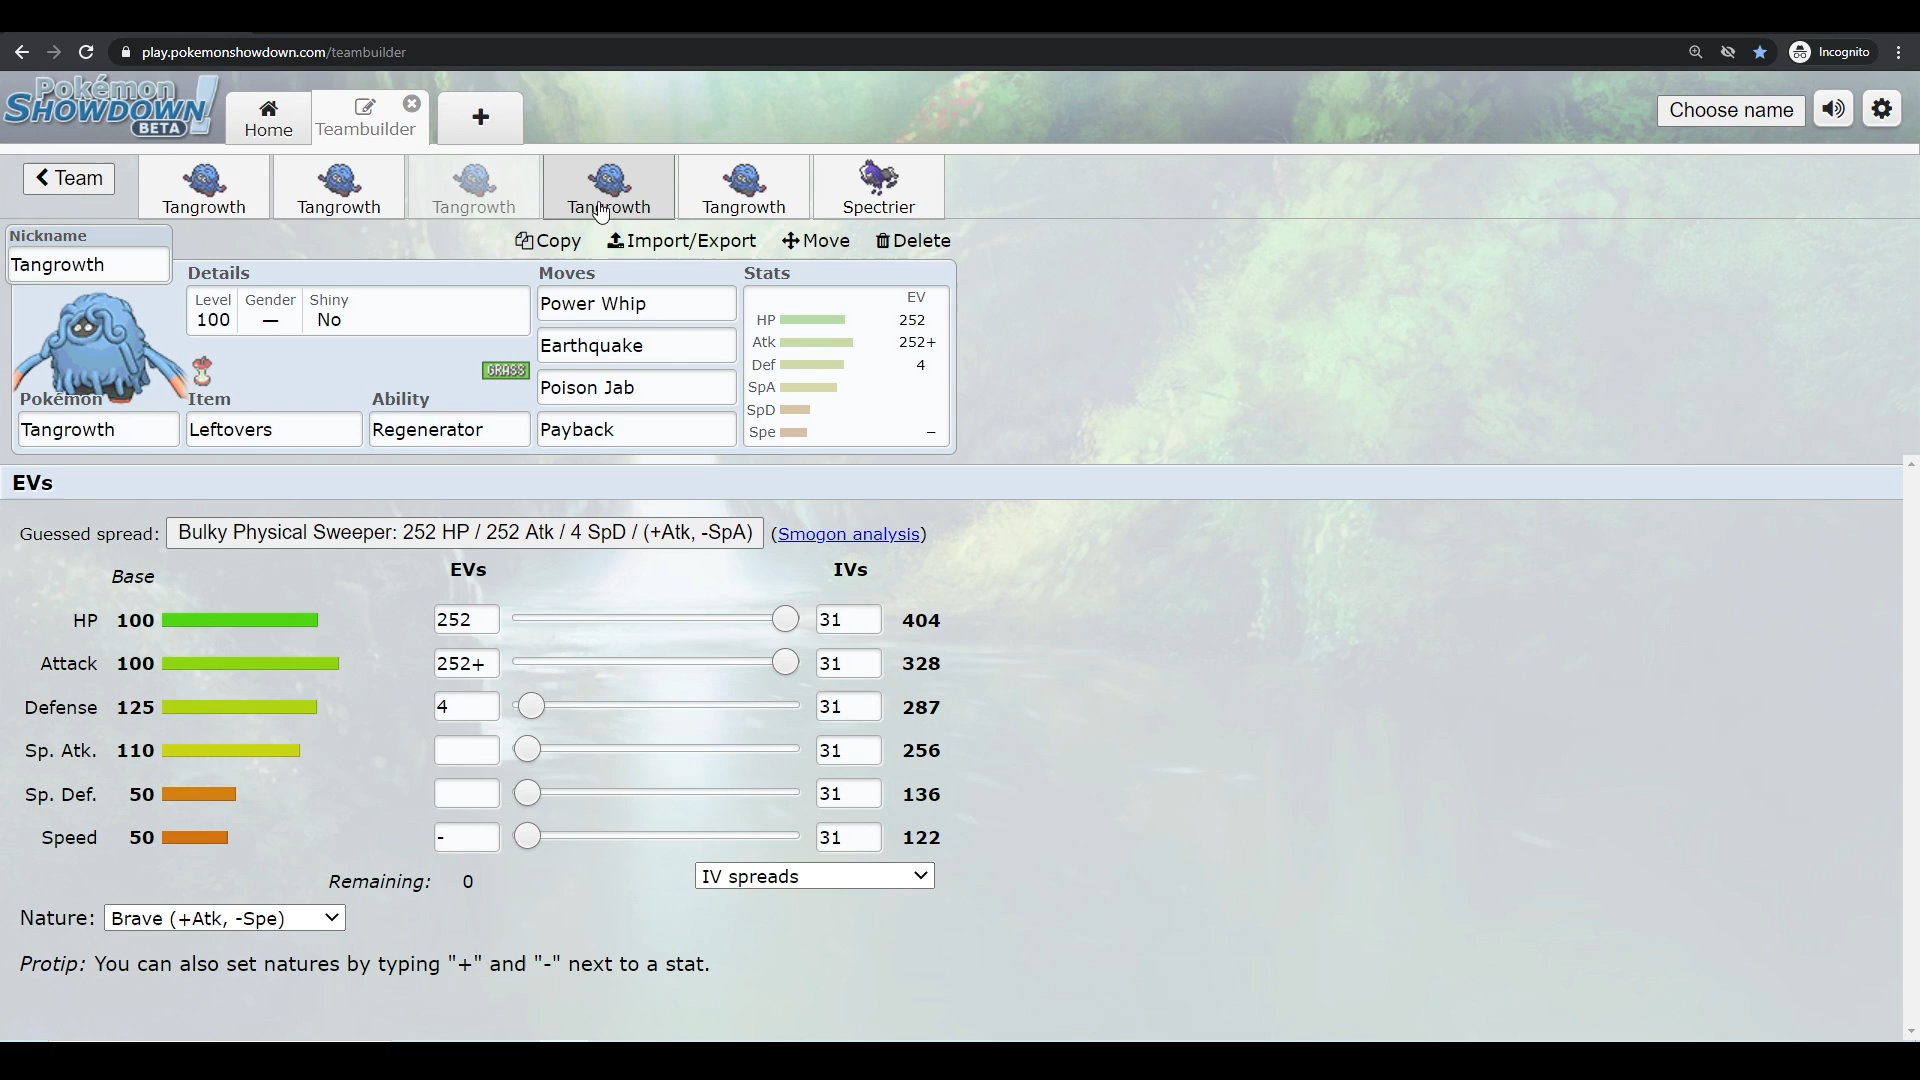 play.pokemonshowdown.com/teambuilder
Incognito
Pokémon
SHOWDOWN!
BETA
Home
Teambuilder
+
Choose name
Team
Tangrowth
Tangrowth
Tangrowth
Tangrowth
Tangrowth
Spectrier
Copy
Import/Export
Move
Delete
Nickname
Tangrowth
Details
Level
Gender
Shiny
100
—
No
GRASS
Pokémon
Item
Ability
Tangrowth
Leftovers
Regenerator
Moves
Power Whip
Earthquake
Poison Jab
Payback
Stats
EV
HP 252
Atk 252+
Def 4
SpA
SpD
Spe –
EVs
Guessed spread: Bulky Physical Sweeper: 252 HP / 252 Atk / 4 SpD / (+Atk, -SpA) (Smogon analysis)
Base EVs IVs
HP 100 252 31 404
Attack 100 252+ 31 328
Defense 125 4 31 287
Sp. Atk. 110 31 256
Sp. Def. 50 31 136
Speed 50 - 31 122
Remaining: 0
IV spreads
Nature: Brave (+Atk, -Spe)
Protip: You can also set natures by typing "+" and "-" next to a stat.